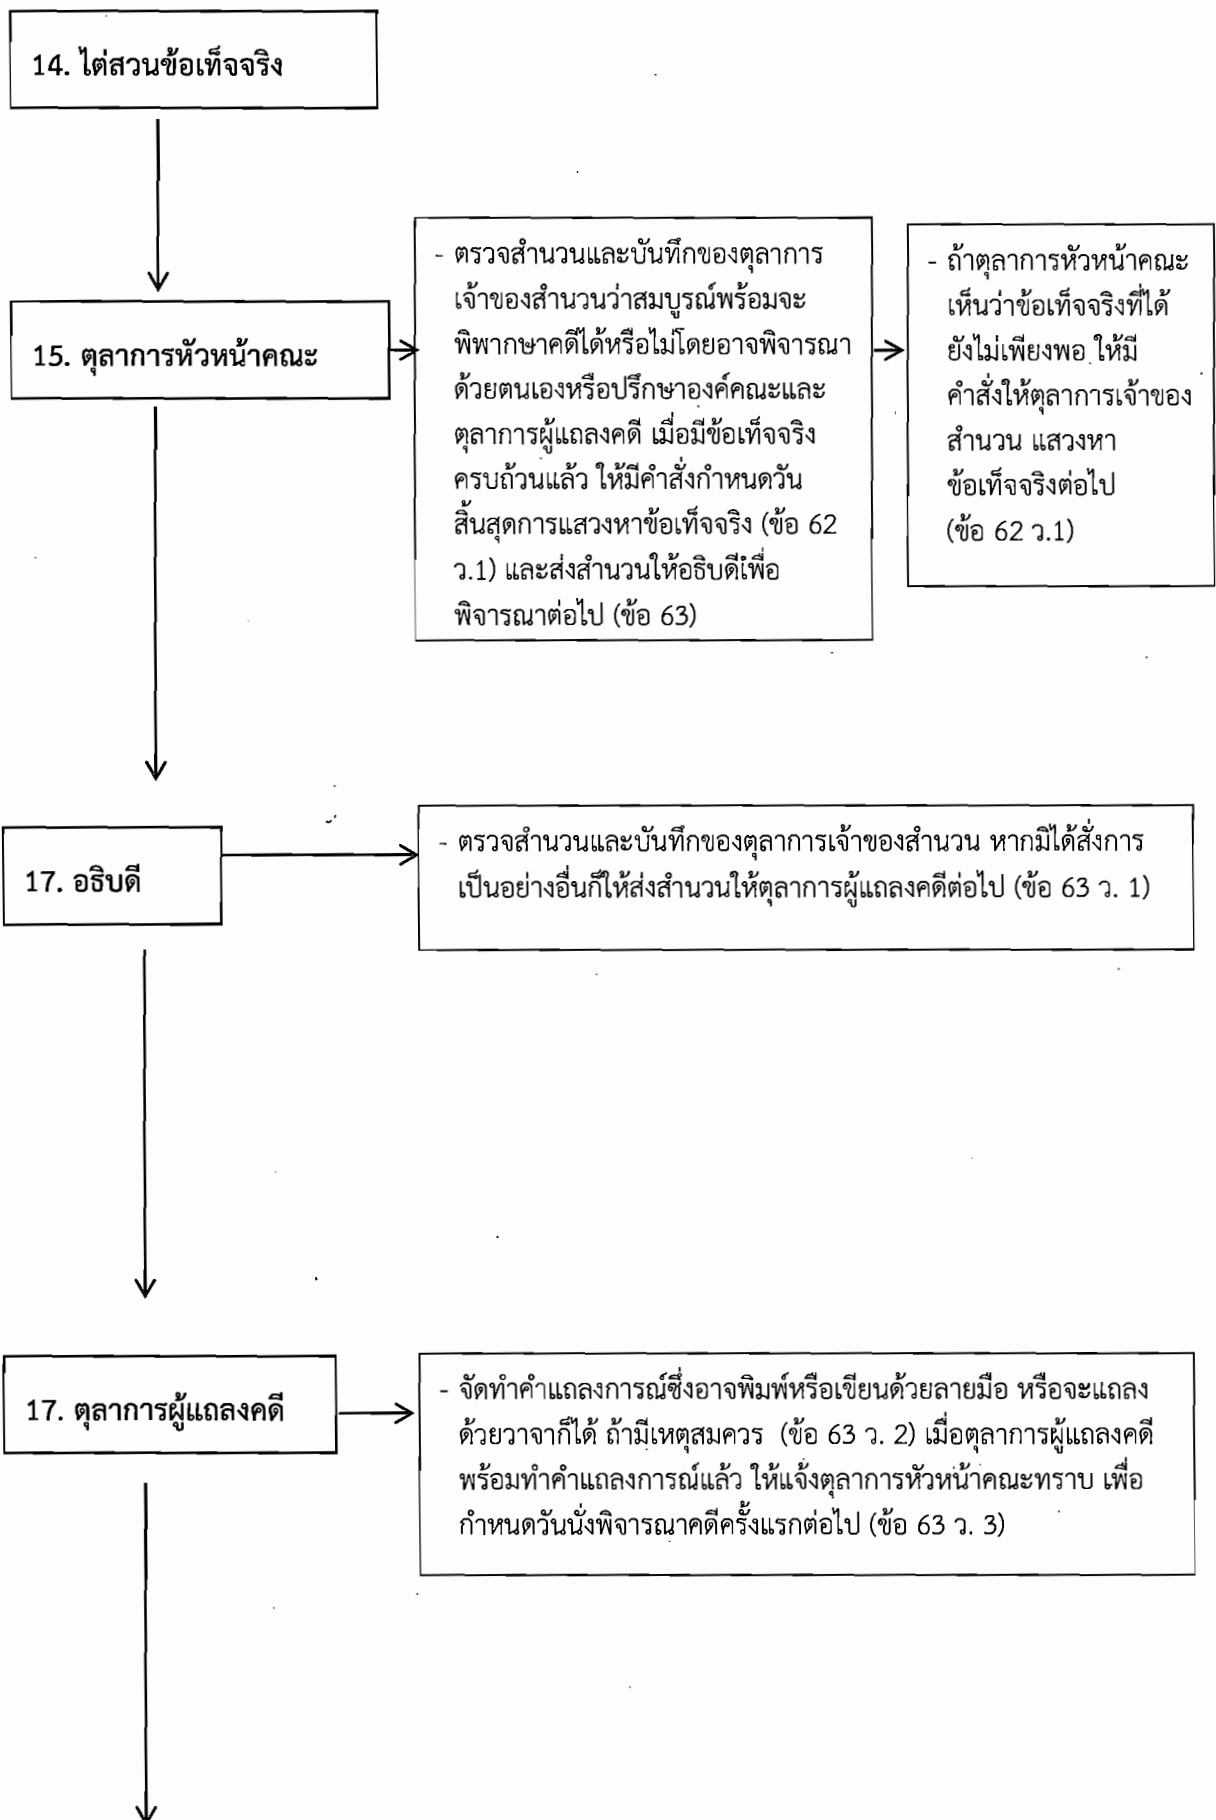 14. ไต่สวนข้อเท็จจริง
15. ตุลาการหัวหน้าคณะ
- ตรวจสำนวนและบันทึกของตุลาการ
เจ้าของสำนวนว่าสมบูรณ์พร้อมจะ
พิพากษาคดีได้หรือไม่โดยอาจพิจารณา
ด้วยตนเองหรือปรึกษาองค์คณะและ
ตุลาการผู้แถลงคดี เมื่อมีข้อเท็จจริง
ครบถ้วนแล้ว ให้มีคำสั่งกำหนดวัน
สิ้นสุดการแสวงหาข้อเท็จจริง (ข้อ 62
ว.1) และส่งสำนวนให้อธิบดีเพื่อ
พิจารณาต่อไป (ข้อ 63)
- ถ้าตุลาการหัวหน้าคณะ
เห็นว่าข้อเท็จจริงที่ได้
ยังไม่เพียงพอ ให้มี
คำสั่งให้ตุลาการเจ้าของ
สำนวน แสวงหา
ข้อเท็จจริงต่อไป
(ข้อ 62 ว.1)
17. อธิบดี
- ตรวจสำนวนและบันทึกของตุลาการเจ้าของสำนวน หากมิได้สั่งการ
เป็นอย่างอื่นก็ให้ส่งสำนวนให้ตุลาการผู้แถลงคดีต่อไป (ข้อ 63 ว. 1)
17. ตุลาการผู้แถลงคดี
- จัดทำคำแถลงการณ์ซึ่งอาจพิมพ์หรือเขียนด้วยลายมือ หรือจะแถลง
ด้วยวาจาก็ได้ ถ้ามีเหตุสมควร (ข้อ 63 ว. 2) เมื่อตุลาการผู้แถลงคดี
พร้อมทำคำแถลงการณ์แล้ว ให้แจ้งตุลาการหัวหน้าคณะทราบ เพื่อ
กำหนดวันนั่งพิจารณาคดีครั้งแรกต่อไป (ข้อ 63 ว. 3)